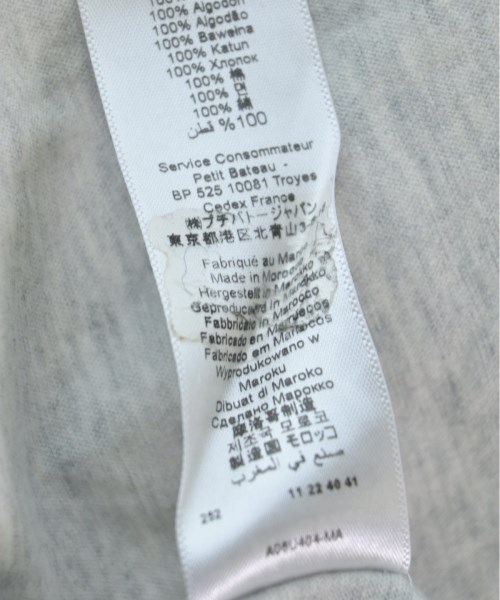 100% Algodón
100% Algodão
100% Baweina
100% Katun
100% Хлопок
100% 棉
100% 면
100% 綿
100% قطن
Service Consommateur
Petit Bateau -
BP 525 10081 Troyes
Cedex France
㈱プチバトージャパン
東京都港区北青山3-
Fabriqué au
Made in Morocco
Hergestellt in Marokko
Geproduceerd in Marokko
Fabbricato in Marocco
Fabricado en Marruecos
Fabricado em Marrocos
Wyprodukowano w
Maroku
Dibuat di Maroko
Сделано Марокко
摩洛哥制造
제조국 모로코
製造国 モロッコ
صنع في المغرب
11 22 40 41
252
A08U404-MA